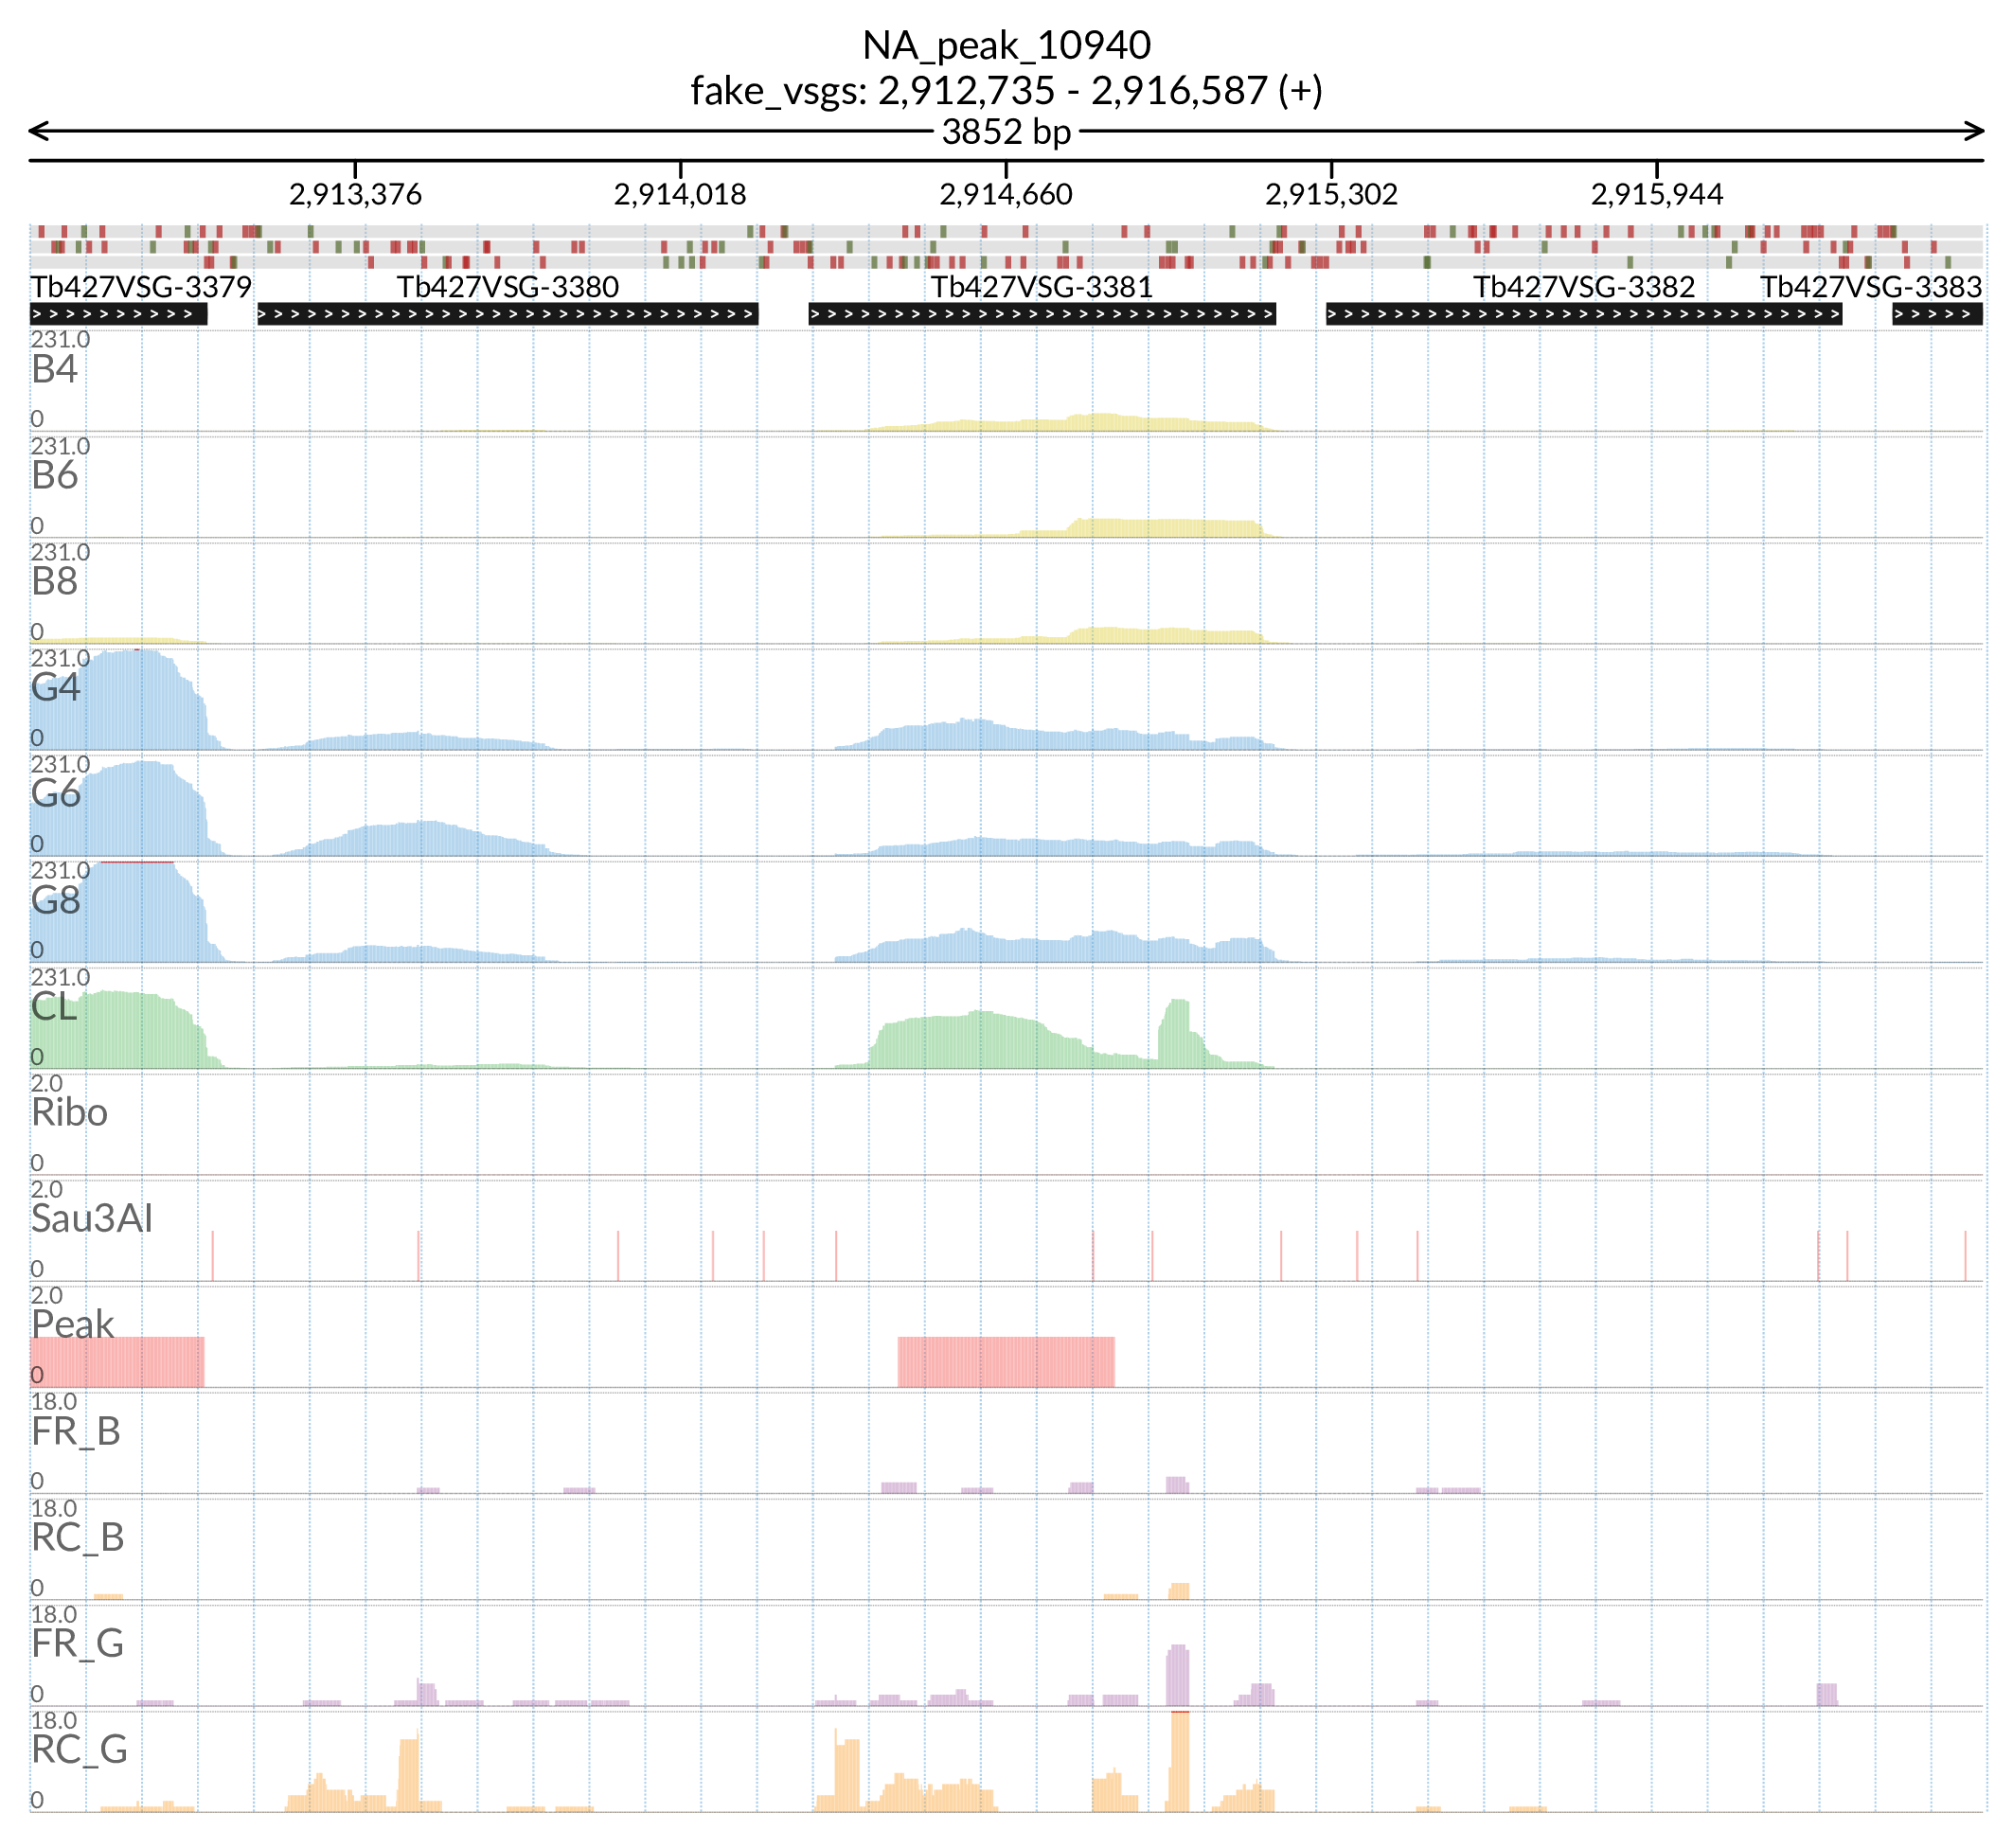 NA_peak_10940
fake_vsgs: 2,912,735 - 2,916,587 (+)
3852 bp
2,913,376 2,914,018 2,914,660 2,915,302 2,915,944
Tb427VSG-3379 Tb427VSG-3380 Tb427VSG-3381 Tb427VSG-3382 Tb427VSG-3383
231.0
B4
0
231.0
B6
0
231.0
B8
0
231.0
G4
0
231.0
G6
0
231.0
G8
0
231.0
CL
0
2.0
Ribo
0
2.0
Sau3AI
0
2.0
Peak
0
18.0
FR_B
0
18.0
RC_B
0
18.0
FR_G
0
18.0
RC_G
0